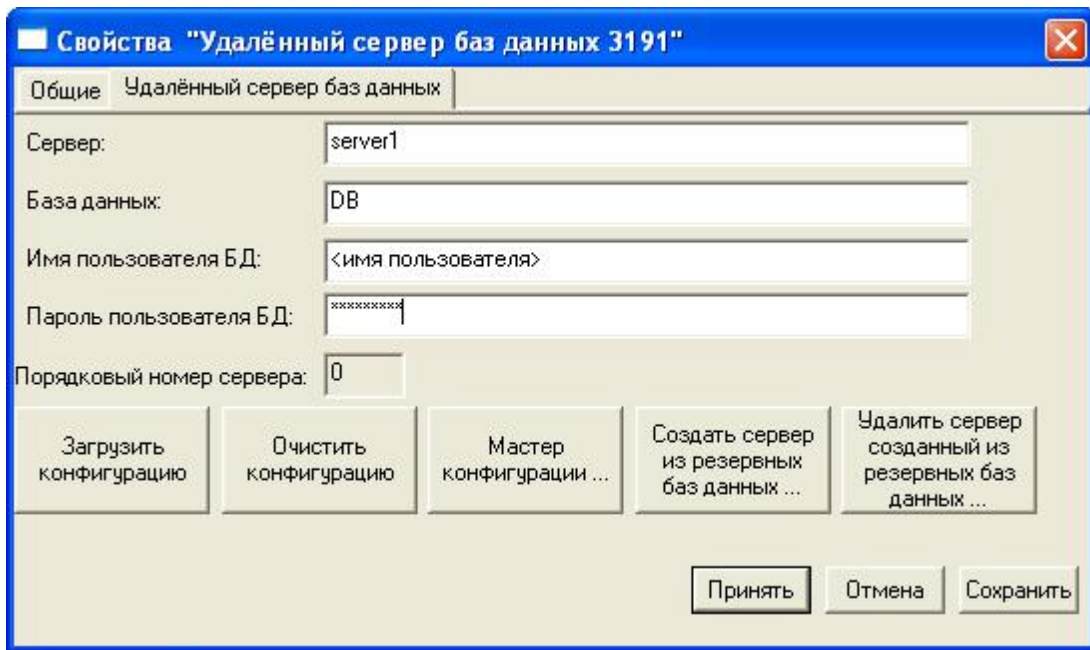 Свойства "Удалённый сервер баз данных 3191"
Общие
Удалённый сервер баз данных
Сервер:
server1
База данных:
DB
Имя пользователя БД:
<имя пользователя>
Пароль пользователя БД:
*********
Порядковый номер сервера:
0
Загрузить
конфигурацию
Очистить
конфигурацию
Мастер
конфигурации ...
Создать сервер
из резервных
баз данных ...
Удалить сервер
созданный из
резервных баз
данных ...
Принять
Отмена
Сохранить